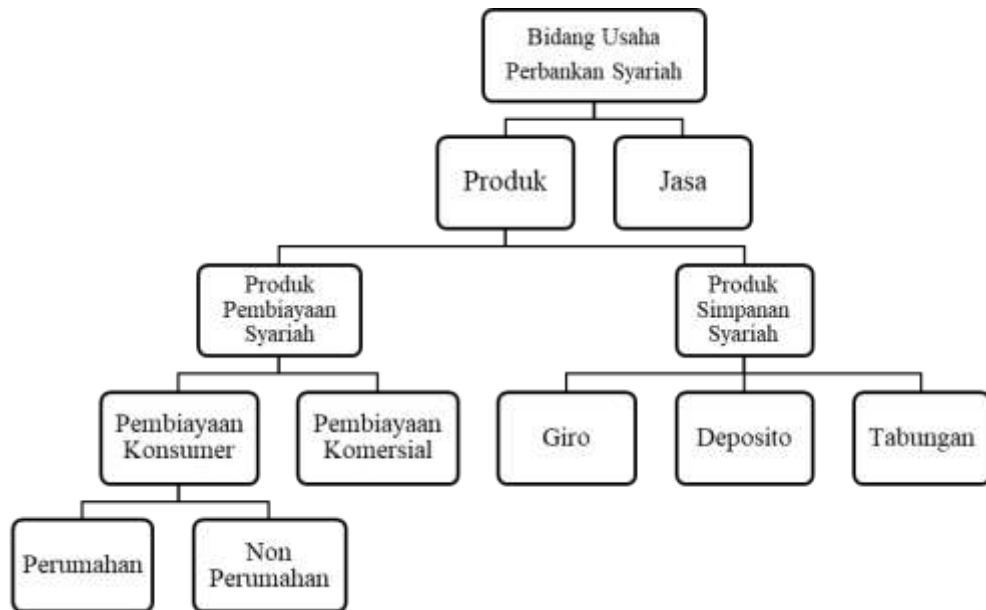 Bidang Usaha
Perbankan Syariah
Produk
Jasa
Produk
Pembiayaan
Syariah
Produk
Simpanan
Syariah
Pembiayaan
Konsumer
Pembiayaan
Komersial
Giro
Deposito
Tabungan
Perumahan
Non
Perumahan